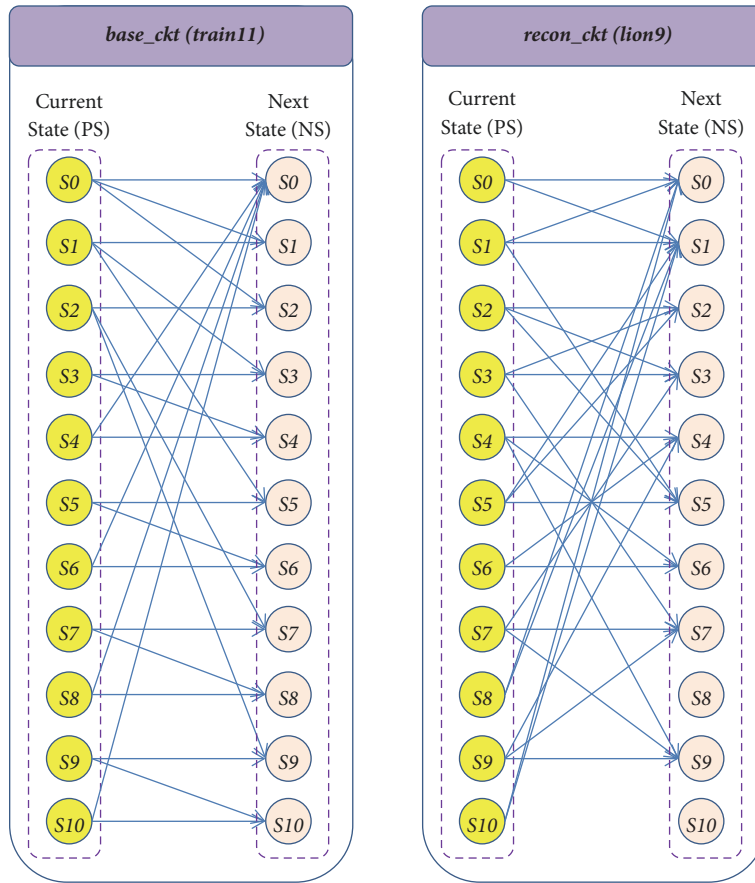 base_ckt (train11)
Current
State (PS)
Next
State (NS)
S0
S0
S1
S1
S2
S2
S3
S3
S4
S4
S5
S5
S6
S6
S7
S7
S8
S8
S9
S9
S10
S10
recon_ckt (lion9)
Current
State (PS)
Next
State (NS)
S0
S0
S1
S1
S2
S2
S3
S3
S4
S4
S5
S5
S6
S6
S7
S7
S8
S8
S9
S9
S10
S10